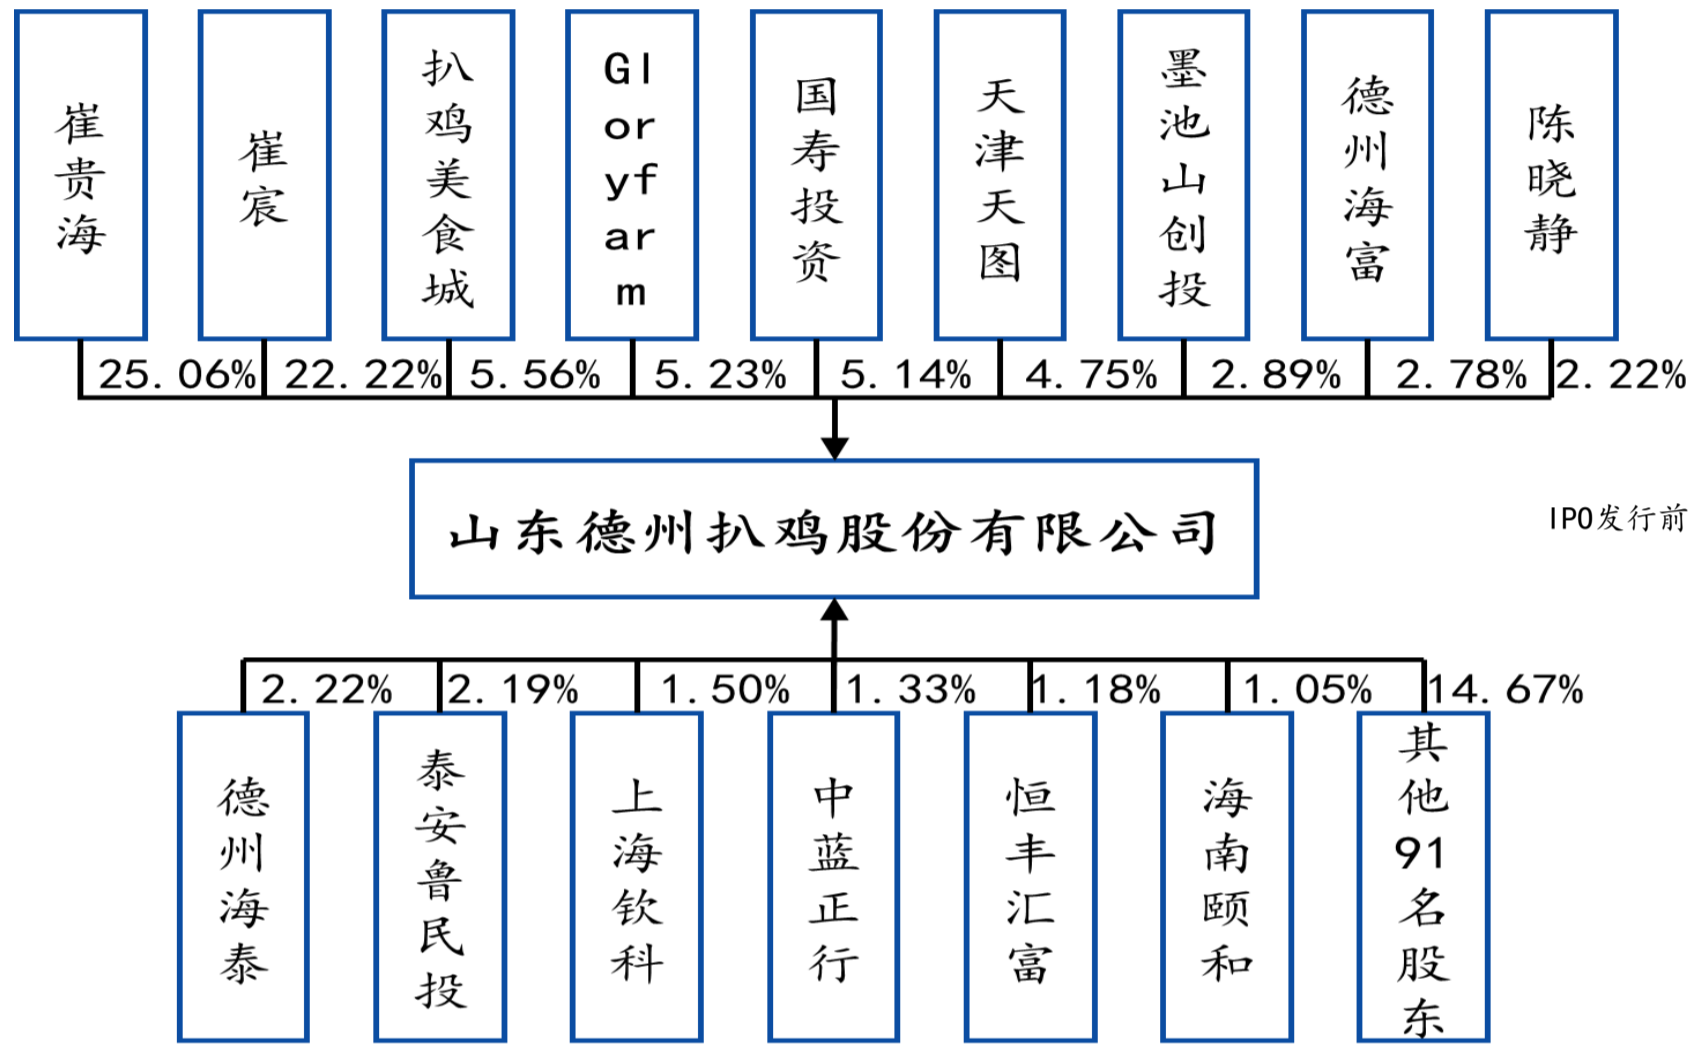 崔贵海
崔宸
扒鸡美食城
Gloryfarm
国寿投资
天津天图
墨池山创投
德州海富
陈晓静
25.06%
22.22%
5.56%
5.23%
5.14%
4.75%
2.89%
2.78%
2.22%
山东德州扒鸡股份有限公司
IPO发行前
2.22%
2.19%
1.50%
1.33%
1.18%
1.05%
14.67%
德州海泰
泰安鲁民投
上海钦科
中蓝正行
恒丰汇富
海南颐和
其他91名股东